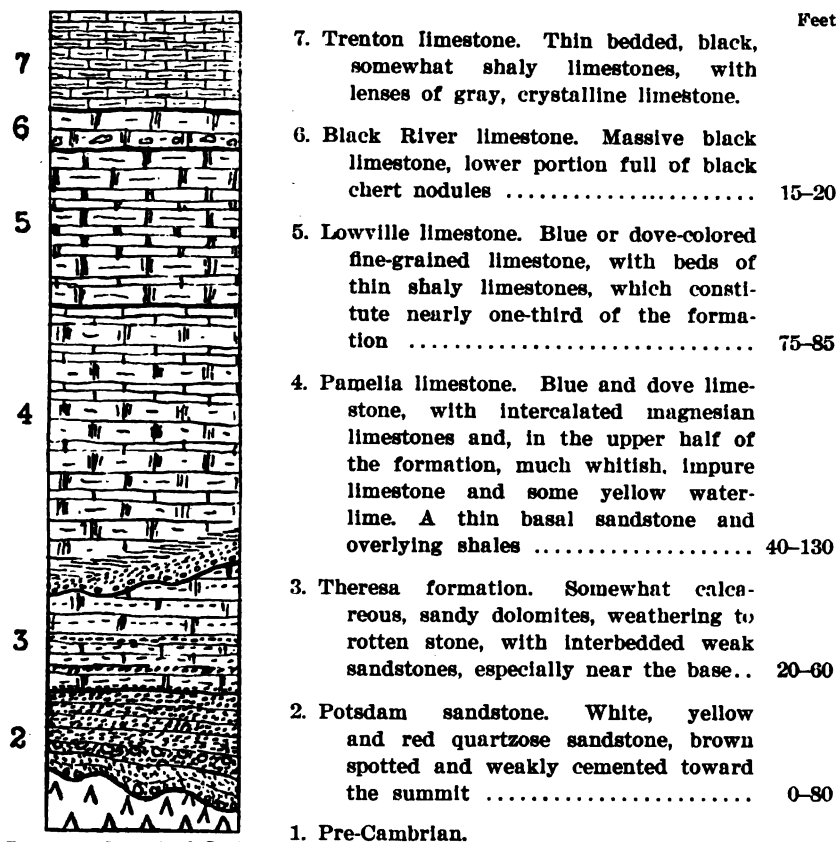 Feet
7. Trenton limestone. Thin bedded, black,
somewhat shaly limestones, with
lenses of gray, crystalline limestone.
6. Black River limestone. Massive black
limestone, lower portion full of black
chert nodules ........................ 15–20
5. Lowville limestone. Blue or dove-colored
fine-grained limestone, with beds of
thin shaly limestones, which consti-
tute nearly one-third of the forma-
tion ................................ 75–85
4. Pamelia limestone. Blue and dove lime-
stone, with intercalated magnesian
limestones and, in the upper half of
the formation, much whitish, impure
limestone and some yellow water-
lime. A thin basal sandstone and
overlying shales .................... 40–130
3. Theresa formation. Somewhat calca-
reous, sandy dolomites, weathering to
rotten stone, with interbedded weak
sandstones, especially near the base.. 20–60
2. Potsdam sandstone. White, yellow
and red quartzose sandstone, brown
spotted and weakly cemented toward
the summit ......................... 0–80
1. Pre-Cambrian.
7
6
5
4
3
2